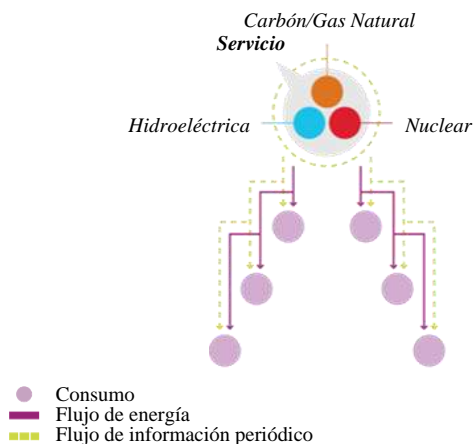 Carbón/Gas Natural
Servicio
Hidroeléctrica
Nuclear
Consumo
Flujo de energía
Flujo de información periódico